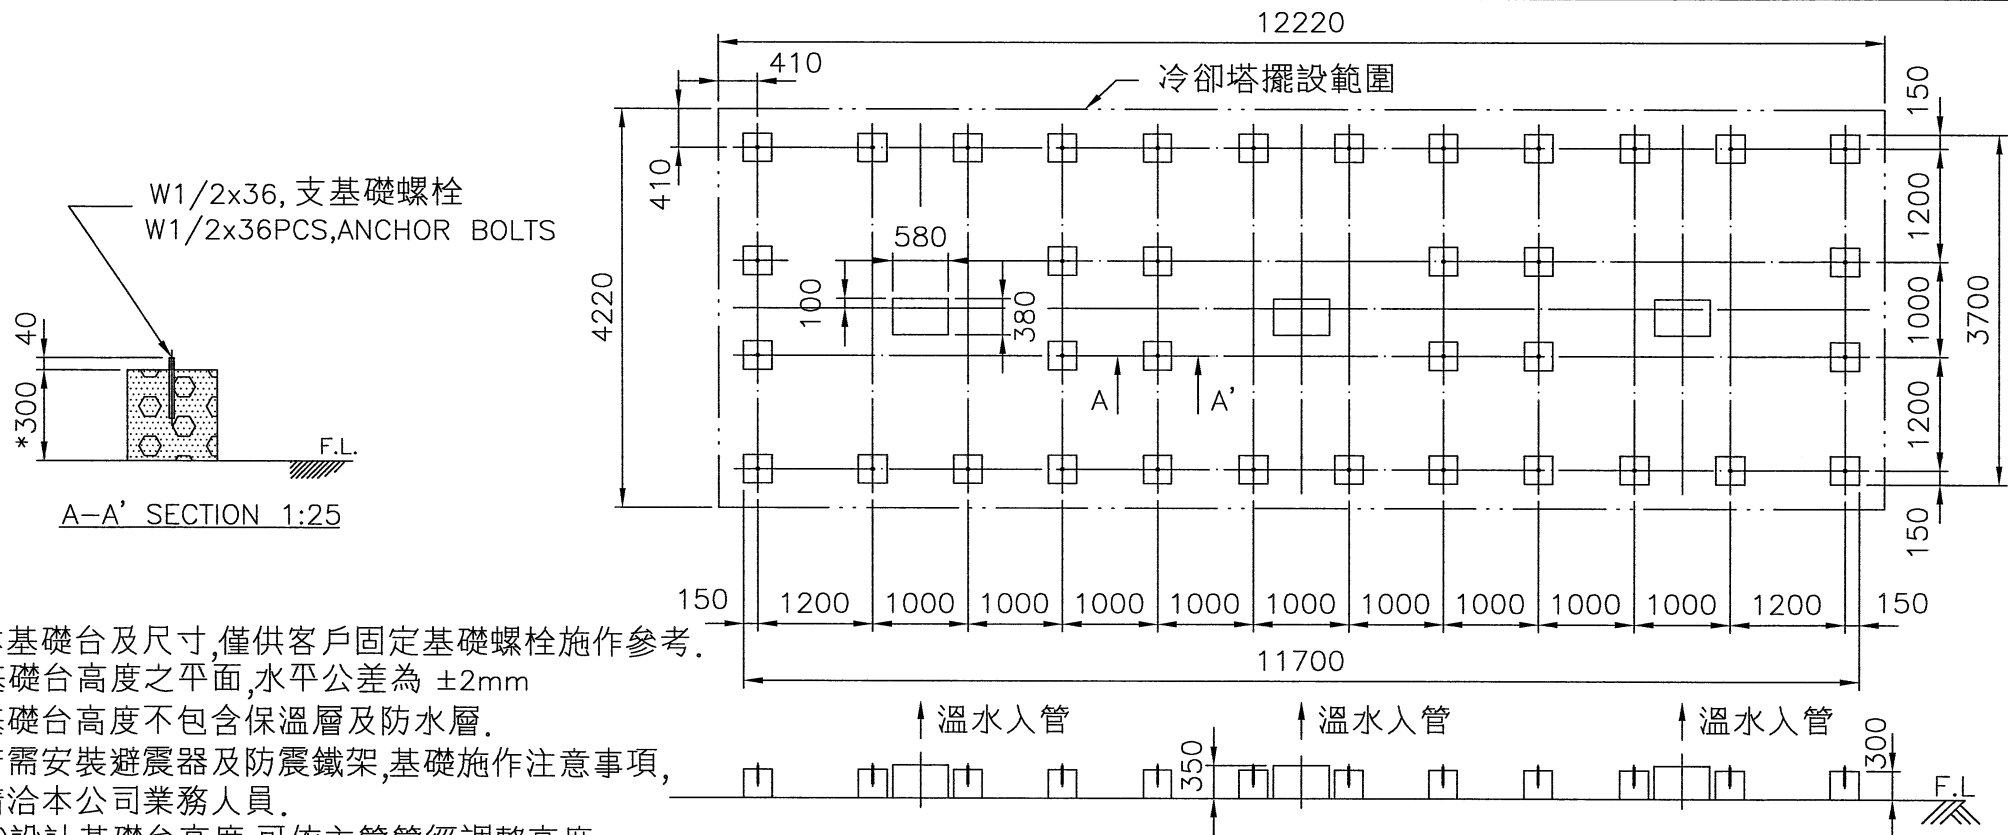 12220
410
冷卻塔擺設範圍
150
410
W1/2x36, 支基礎螺栓
W1/2x36PCS,ANCHOR BOLTS
580
1200
100
380
4220
1000
3700
40
*300
A
A'
1200
F.L.
A-A' SECTION 1:25
150
150
1200
1000
1000
1000
1000
1000
1000
1000
1000
1000
1200
150
基礎台及尺寸,僅供客戶固定基礎螺栓施作參考.
11700
礎台高度之平面,水平公差為 ±2mm
礎台高度不包含保溫層及防水層.
溫水入管
溫水入管
溫水入管
需安裝避震器及防震鐵架,基礎施作注意事項,
350
300
F.L
洽本公司業務人員.